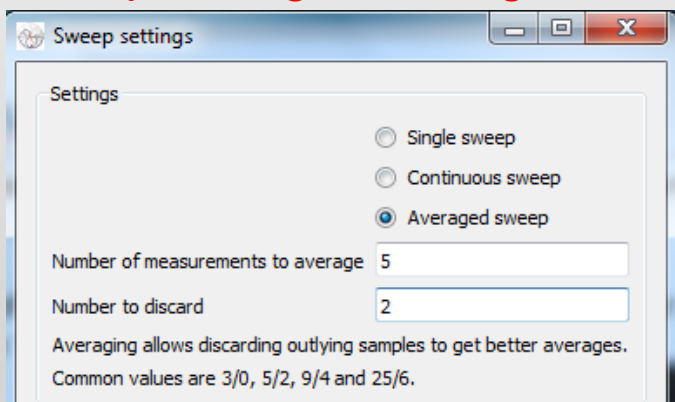 Sweep settings
Settings
Single sweep
Continuous sweep
Averaged sweep
Number of measurements to average 5
Number to discard 2
Averaging allows discarding outlying samples to get better averages.
Common values are 3/0, 5/2, 9/4 and 25/6.